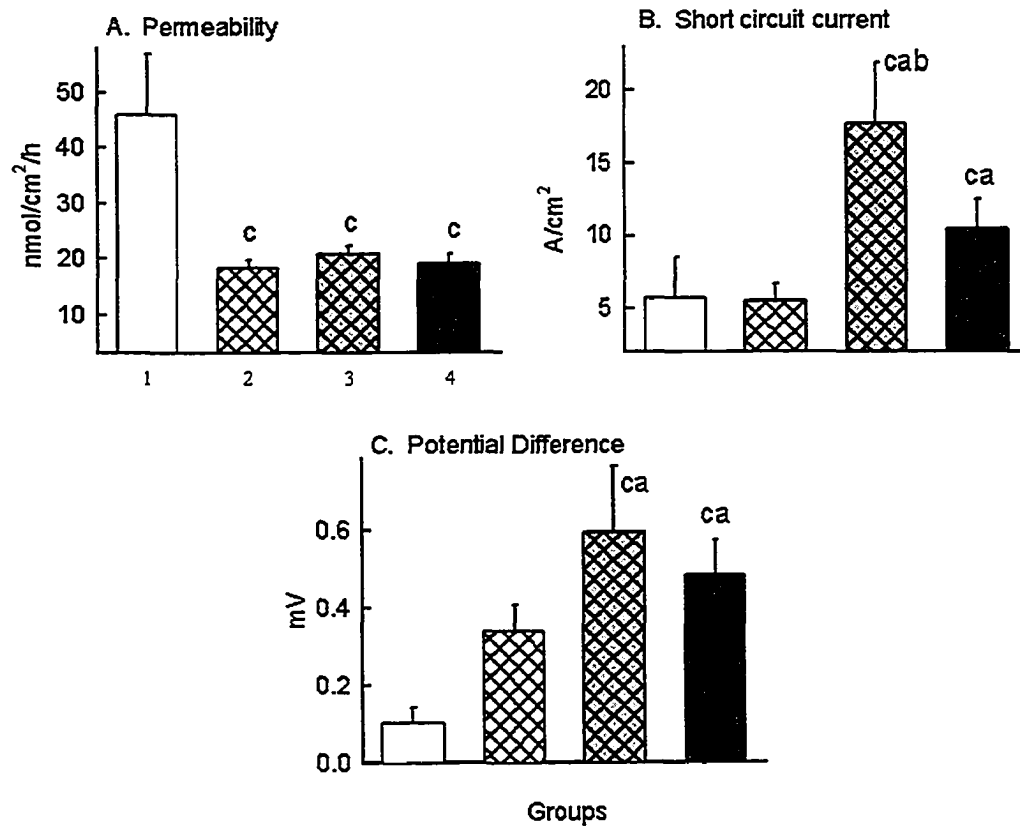 A. Permeability
50
40
30
20
10
nmol/cm²/h
c
c
c
1 2 3 4
B. Short circuit current
20
15
10
5
A/cm²
cab
ca
C. Potential Difference
0.6
0.4
0.2
0.0
mV
ca
ca
Groups